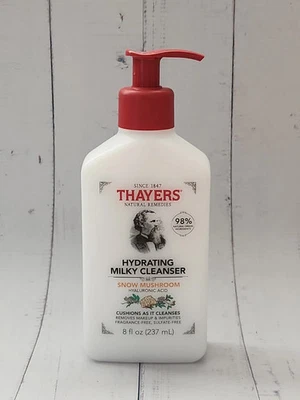 SINCE 1847
THAYERS
NATURAL REMEDIES
98%
HYDRATING
MILKY CLEANSER
SNOW MUSHROOM
HYALURONIC ACID
CUSHIONS AS IT CLEANSES
REMOVES MAKEUP & IMPURITIES
FRAGRANCE-FREE, SULFATE-FREE
8 fl oz (237 mL)